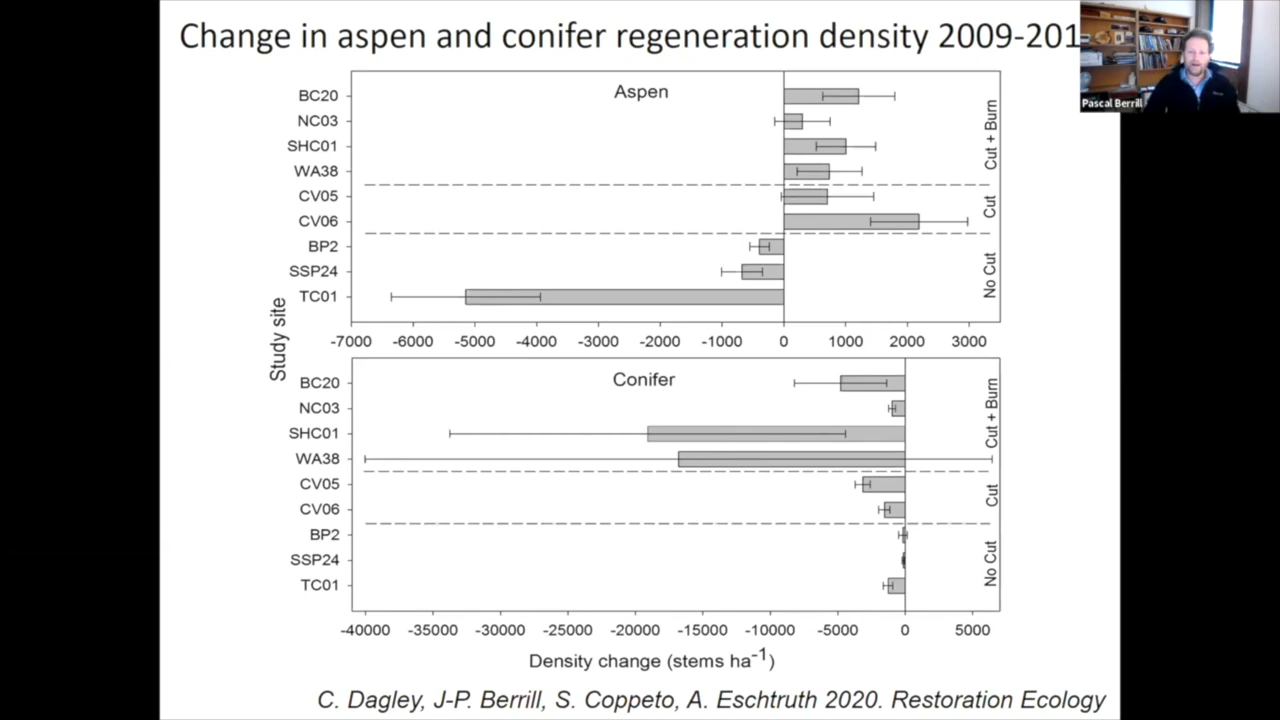 Change in aspen and conifer regeneration density 2009-201
Pascal Berrill
Study site
Aspen
BC20
NC03
SHC01
WA38
CV05
CV06
BP2
SSP24
TC01
Cut + Burn
Cut
No Cut
-7000 -6000 -5000 -4000 -3000 -2000 -1000 0 1000 2000 3000
Conifer
BC20
NC03
SHC01
WA38
CV05
CV06
BP2
SSP24
TC01
Cut + Burn
Cut
No Cut
-40000 -35000 -30000 -25000 -20000 -15000 -10000 -5000 0 5000
Density change (stems ha⁻¹)
C. Dagley, J-P. Berrill, S. Coppeto, A. Eschtruth 2020. Restoration Ecology